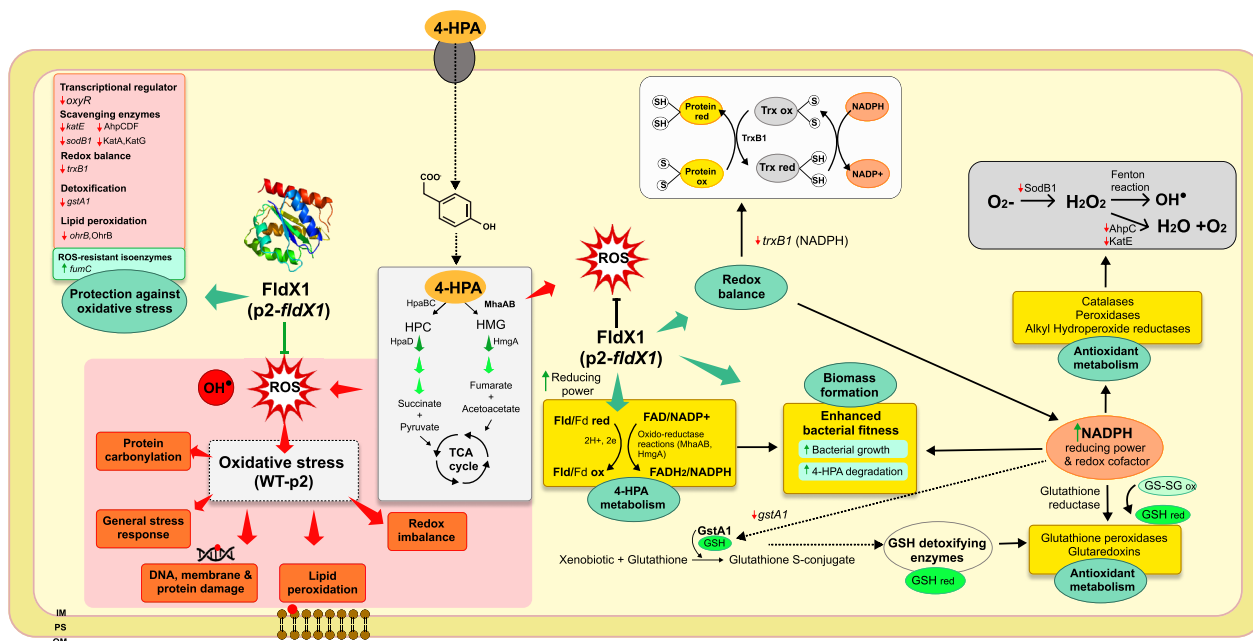 4-HPA
Transcriptional regulator
oxyR
Scavenging enzymes
katE AhpCDF
sodB1 KatA,KatG
Redox balance
trxB1
Detoxification
gstA1
Lipid peroxidation
ohrB,OhrB
ROS-resistant isoenzymes
fumC
Protection against
oxidative stress
FldX1
(p2-fldX1)
COO-
OH
4-HPA
HpaBC
MhaAB
HPC
HMG
HpaD
HmgA
Succinate
+
Pyruvate
Fumarate
+
Acetoacetate
TCA
cycle
OH•
ROS
Oxidative stress
(WT-p2)
Protein
carbonylation
General stress
response
DNA, membrane &
protein damage
Lipid
peroxidation
Redox
imbalance
IM
PS
OM
ROS
FldX1
(p2-fldX1)
Reducing
power
Fld/Fd red
FAD/NADP+
2H+, 2e
Oxido-reductase
reactions (MhaAB,
HmgA)
Fld/Fd ox
FADH2/NADPH
4-HPA
metabolism
SH
SH
Protein
red
Trx ox
S
S
NADPH
TrxB1
S
S
Protein
ox
Trx red
SH
SH
NADP+
trxB1 (NADPH)
Redox
balance
Biomass
formation
Enhanced
bacterial fitness
Bacterial growth
4-HPA degradation
O2-
SodB1
H2O2
Fenton
reaction
OH•
AhpC
KatE
H2O +O2
Catalases
Peroxidases
Alkyl Hydroperoxide reductases
Antioxidant
metabolism
NADPH
reducing power
& redox cofactor
Glutathione
reductase
GS-SG ox
GSH red
Glutathione peroxidases
Glutaredoxins
Antioxidant
metabolism
gstA1
GstA1
GSH
Xenobiotic + Glutathione
Glutathione S-conjugate
GSH detoxifying
enzymes
GSH red